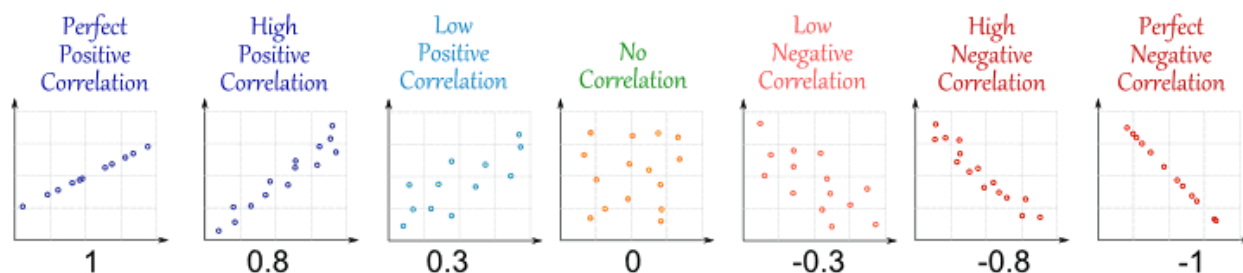 Perfect
Positive
Correlation
High
Positive
Correlation
Low
Positive
Correlation
No
Correlation
Low
Negative
Correlation
High
Negative
Correlation
Perfect
Negative
Correlation
1
0.8
0.3
0
-0.3
-0.8
-1